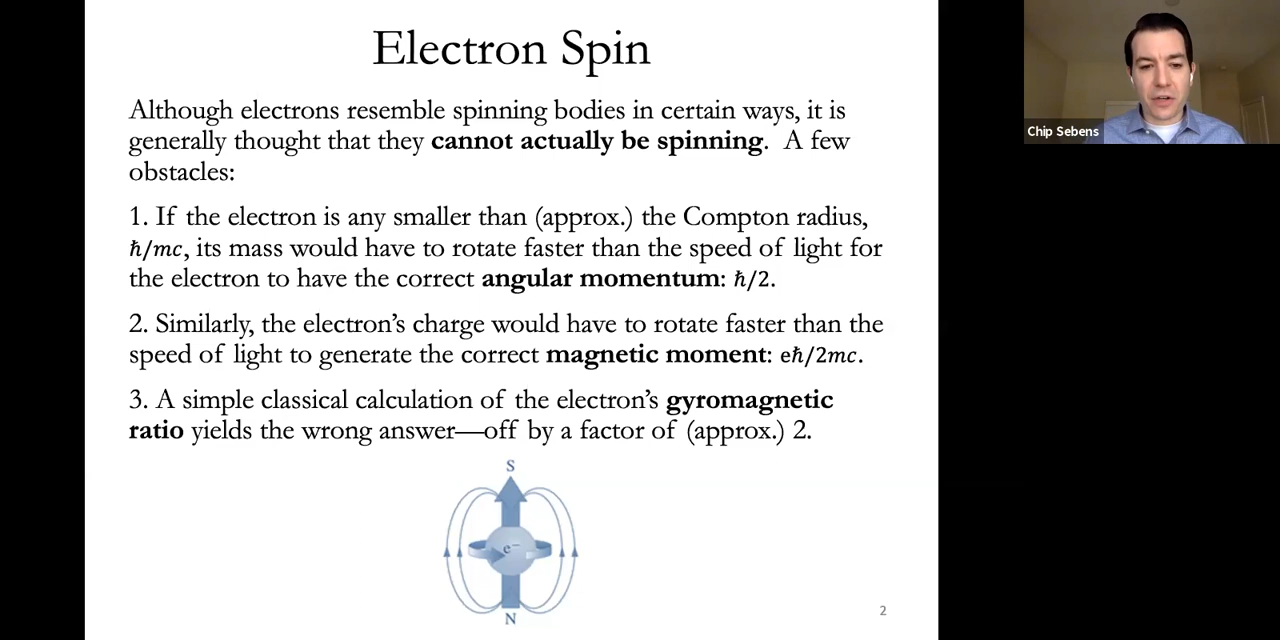 Electron Spin
Although electrons resemble spinning bodies in certain ways, it is
generally thought that they cannot actually be spinning. A few
obstacles:
1. If the electron is any smaller than (approx.) the Compton radius,
ℏ/mc, its mass would have to rotate faster than the speed of light for
the electron to have the correct angular momentum: ℏ/2.
2. Similarly, the electron’s charge would have to rotate faster than the
speed of light to generate the correct magnetic moment: eℏ/2mc.
3. A simple classical calculation of the electron’s gyromagnetic
ratio yields the wrong answer—off by a factor of (approx.) 2.
S
e⁻
N
2
Chip Sebens